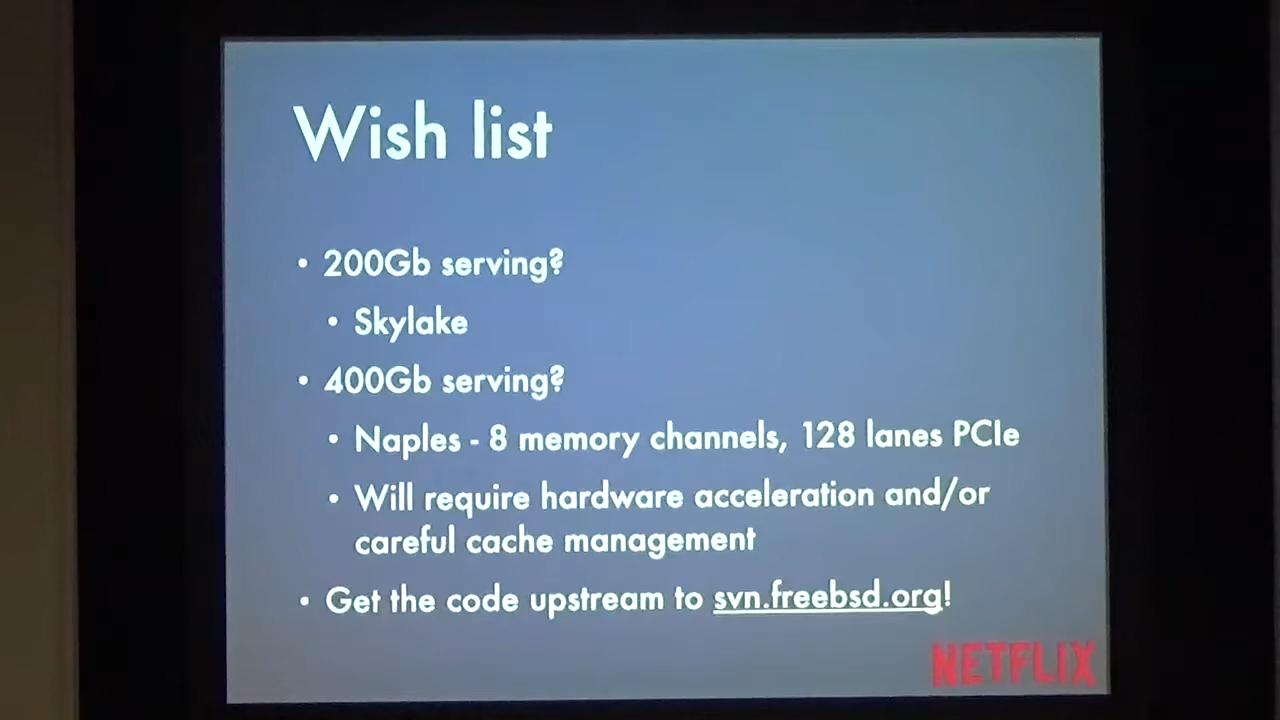 Wish list
• 200Gb serving?
• Skylake
• 400Gb serving?
• Naples - 8 memory channels, 128 lanes PCIe
• Will require hardware acceleration and/or
careful cache management
• Get the code upstream to svn.freebsd.org!
NETFLIX